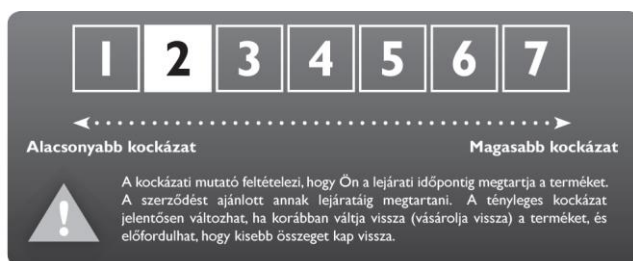 1 2 3 4 5 6 7
Alacsonyabb kockázat Magasabb kockázat
A kockázati mutató feltételezi, hogy Ön a lejárati időpontig megtartja a terméket.
A szerződést ajánlott annak lejáratáig megtartani. A tényleges kockázat
jelentősen változhat, ha korábban váltja vissza (vásárolja vissza) a terméket, és
előfordulhat, hogy kisebb összeget kap vissza.